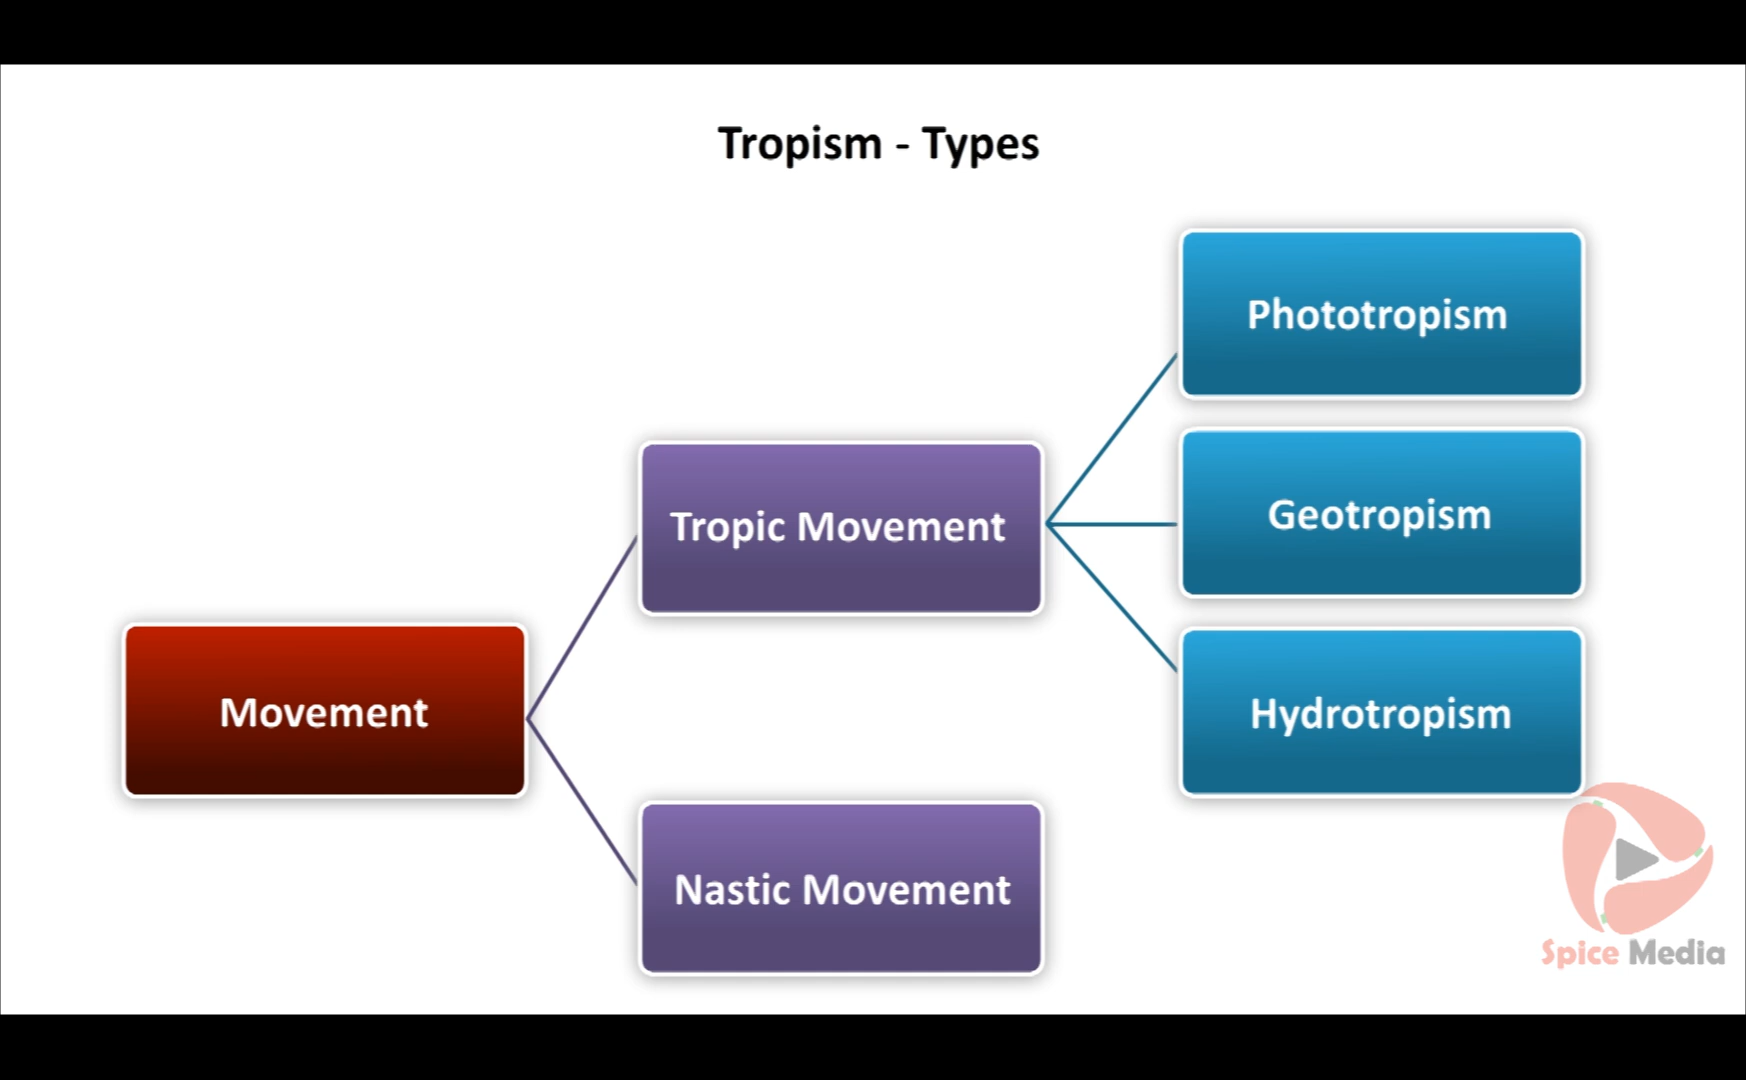 Tropism - Types
Phototropism
Geotropism
Hydrotropism
Tropic Movement
Movement
Nastic Movement
Spice Media